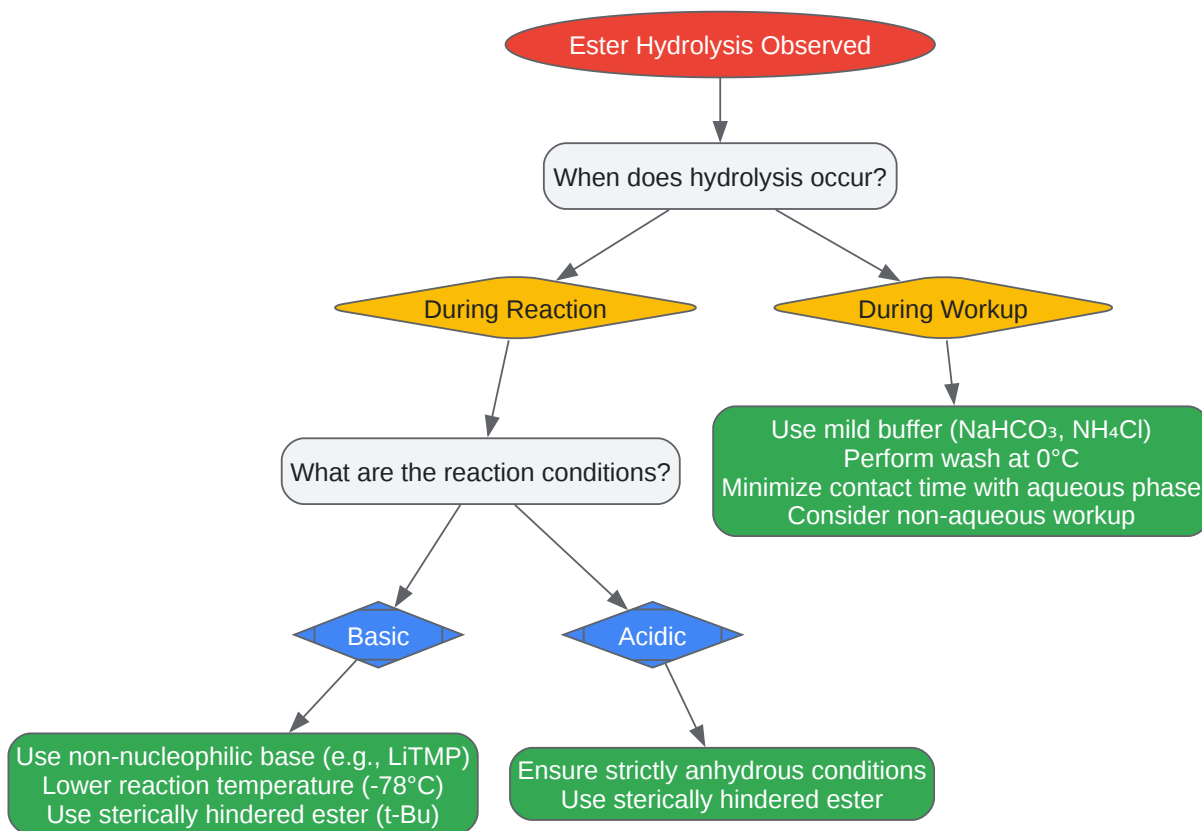 Ester Hydrolysis Observed
When does hydrolysis occur?
During Reaction
During Workup
Use mild buffer (NaHCO₃, NH₄Cl)
Perform wash at 0°C
Minimize contact time with aqueous phase
Consider non-aqueous workup
What are the reaction conditions?
Basic
Acidic
Use non-nucleophilic base (e.g., LiTMP)
Lower reaction temperature (-78°C)
Use sterically hindered ester (t-Bu)
Ensure strictly anhydrous conditions
Use sterically hindered ester